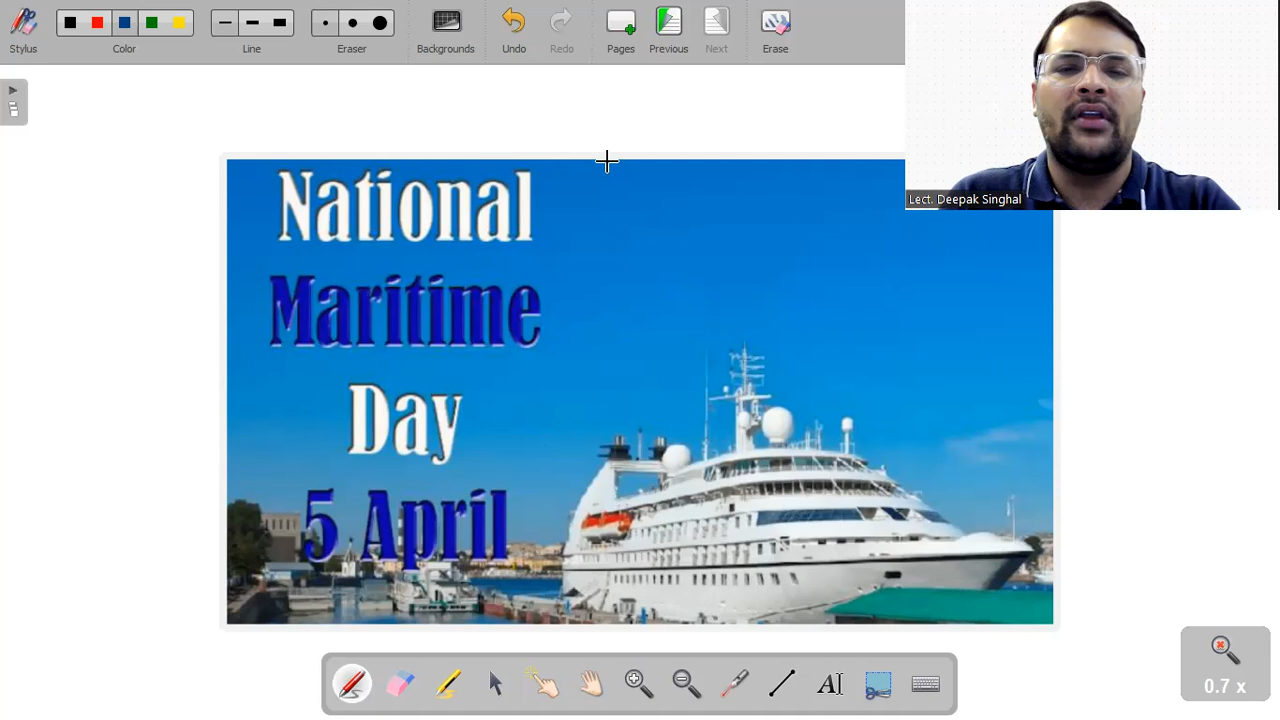 Stylus
Color
Line
Eraser
Backgrounds
Undo
Redo
Pages
Previous
Next
Erase
Lect. Deepak Singhal
National
Maritime
Day
5 April
AI
0.7 x